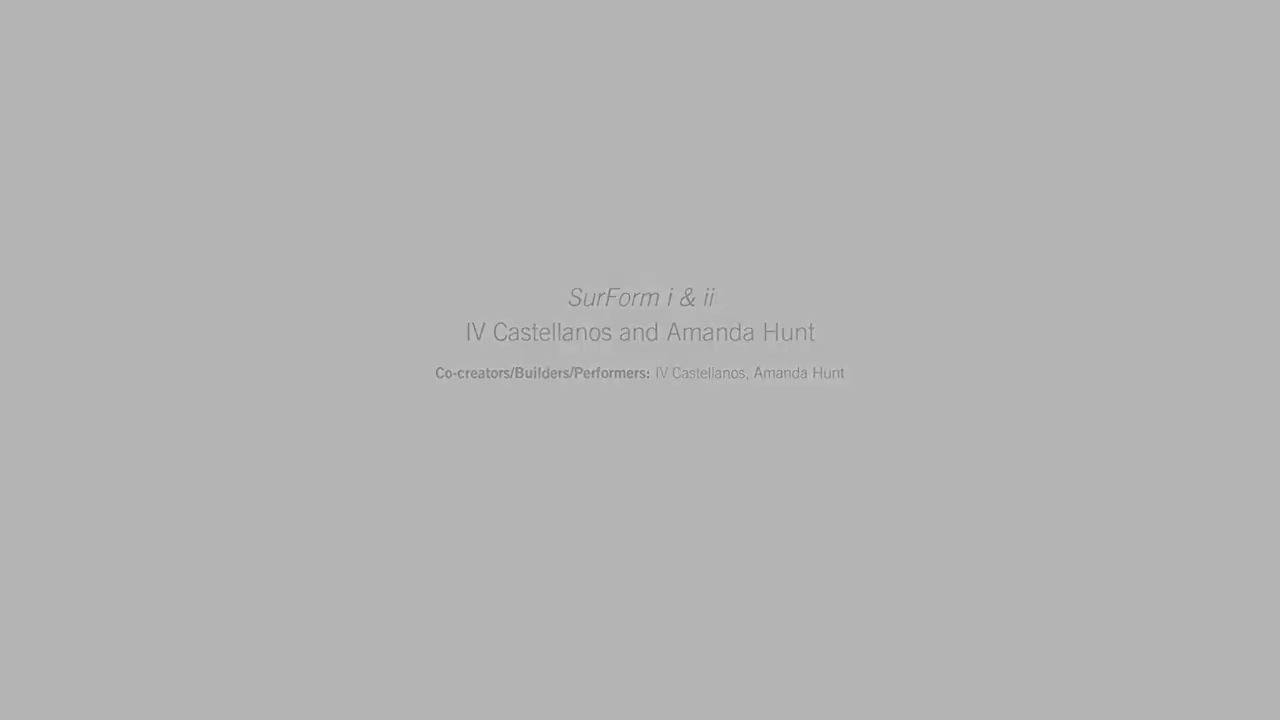 SurForm i & ii
IV Castellanos and Amanda Hunt
Co-creators/Builders/Performers: IV Castellanos, Amanda Hunt